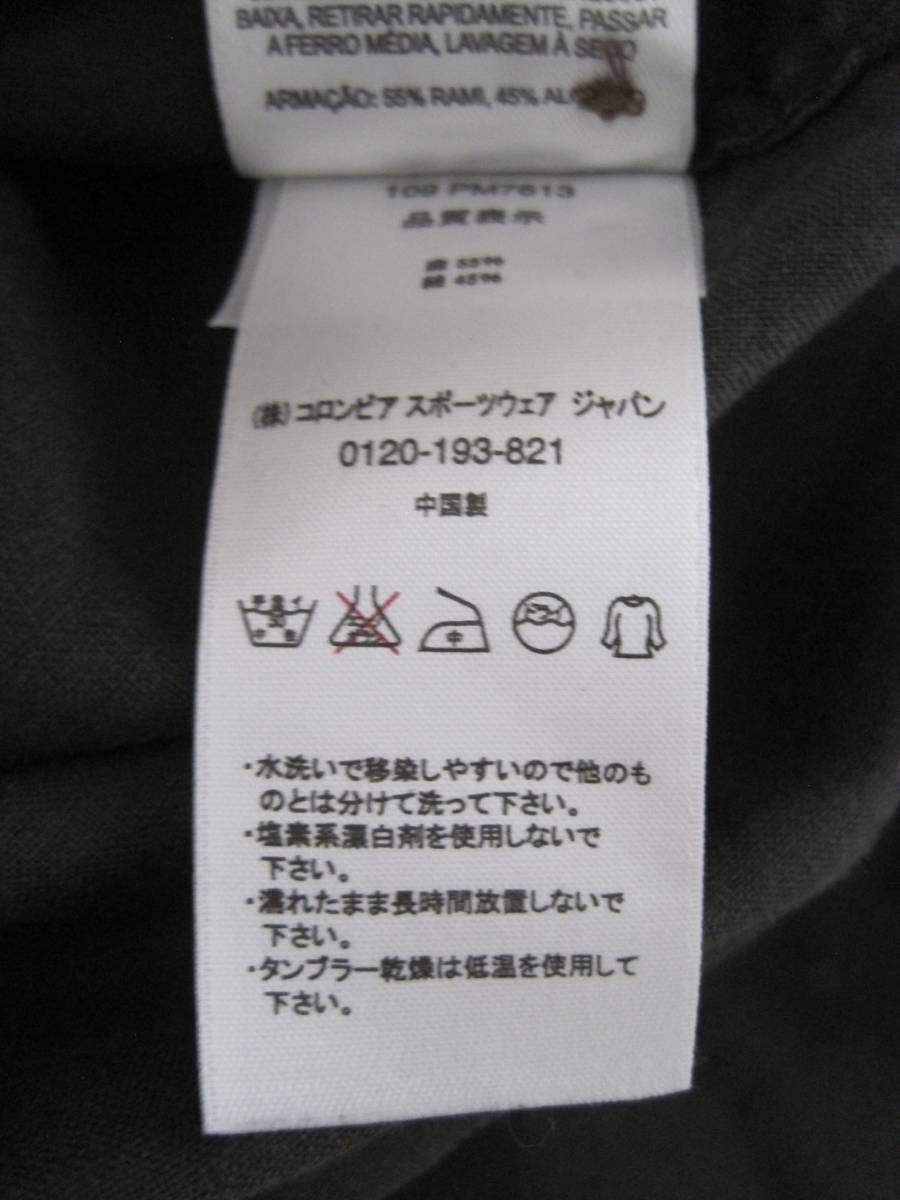 BAIXA, RETIRAR RAPIDAMENTE, PASSAR
A FERRO MÉDIA, LAVAGEM À
ARMAÇÃO: 55% RAMI, 45%
109 PM7613
品質表示
麻 55%
綿 45%
(株)コロンビア スポーツウェア ジャパン
0120-193-821
中国製
30
中
・水洗いで移染しやすいので他のも
のとは分けて洗って下さい。
・塩素系漂白剤を使用しないで
下さい。
・濡れたまま長時間放置しないで
下さい。
・タンブラー乾燥は低温を使用して
下さい。